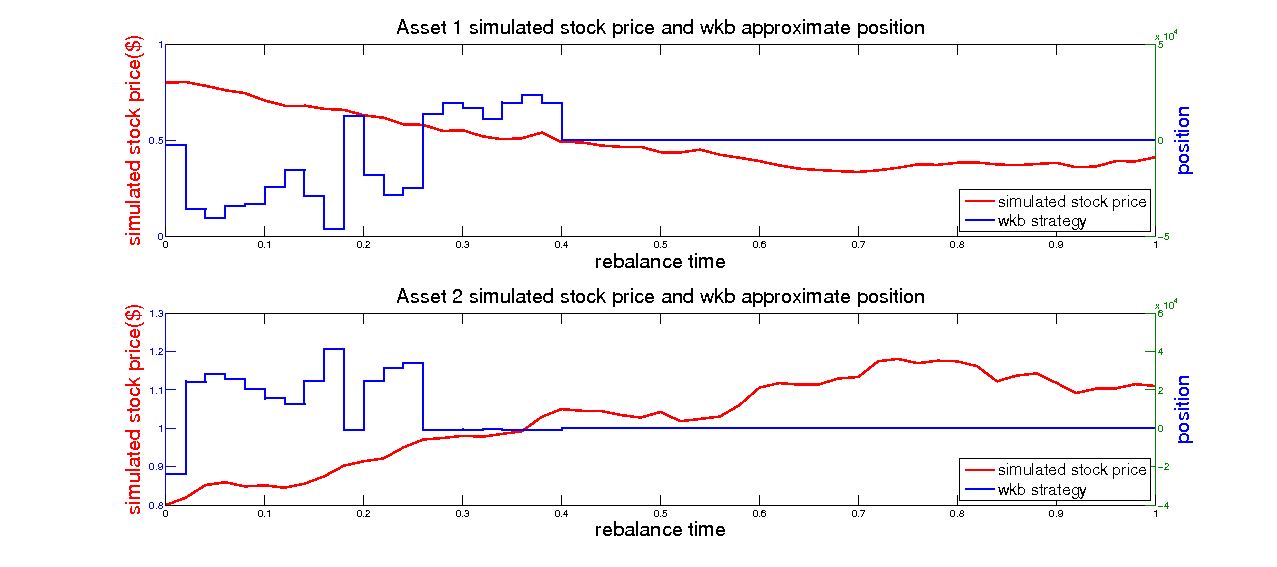 Asset 1 simulated stock price and wkb approximate position
x 10^4
1
0.5
0
5
0
-5
simulated stock price($)
position
simulated stock price
wkb strategy
0 0.1 0.2 0.3 0.4 0.5 0.6 0.7 0.8 0.9 1
rebalance time
Asset 2 simulated stock price and wkb approximate position
x 10^4
1.3
1.2
1.1
1
0.9
0.8
6
4
2
0
-2
-4
simulated stock price($)
position
simulated stock price
wkb strategy
0 0.1 0.2 0.3 0.4 0.5 0.6 0.7 0.8 0.9 1
rebalance time